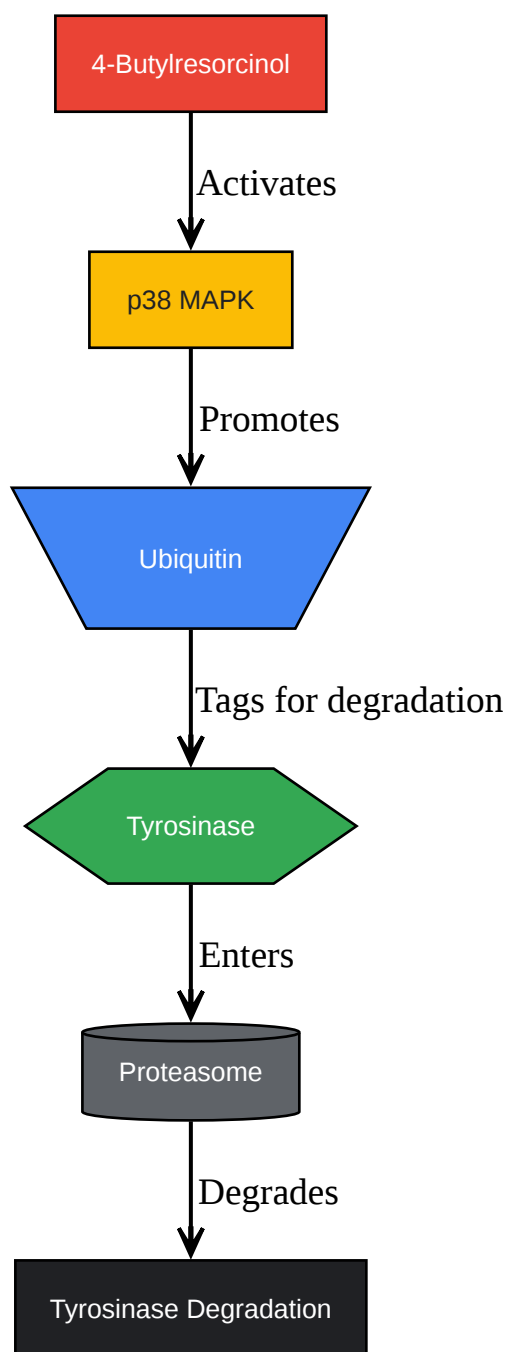 4-Butylresorcinol
Activates
p38 MAPK
Promotes
Ubiquitin
Tags for degradation
Tyrosinase
Enters
Proteasome
Degrades
Tyrosinase Degradation